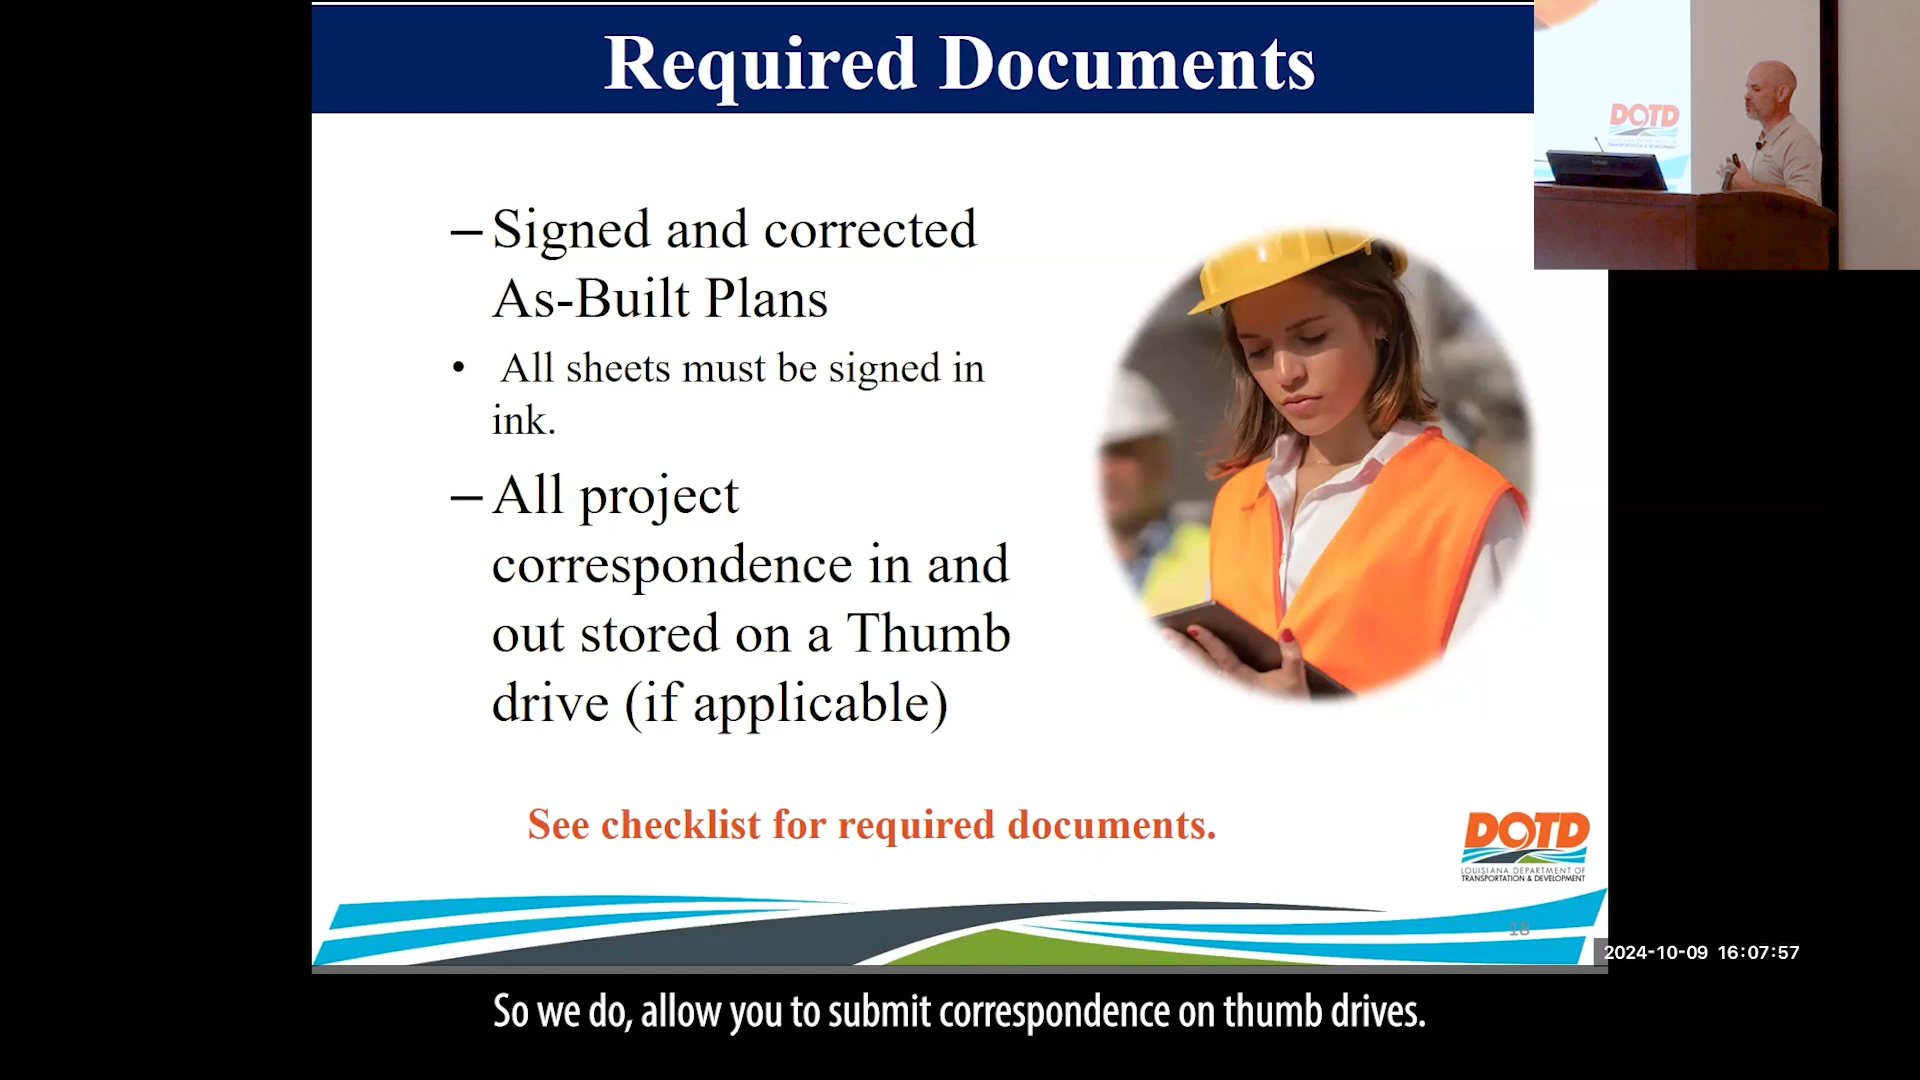 Required Documents
– Signed and corrected
As-Built Plans
• All sheets must be signed in
ink.
– All project
correspondence in and
out stored on a Thumb
drive (if applicable)
See checklist for required documents.
DOTD
LOUISIANA DEPARTMENT OF
TRANSPORTATION & DEVELOPMENT
18
DOTD
2024-10-09 16:07:57
So we do, allow you to submit correspondence on thumb drives.